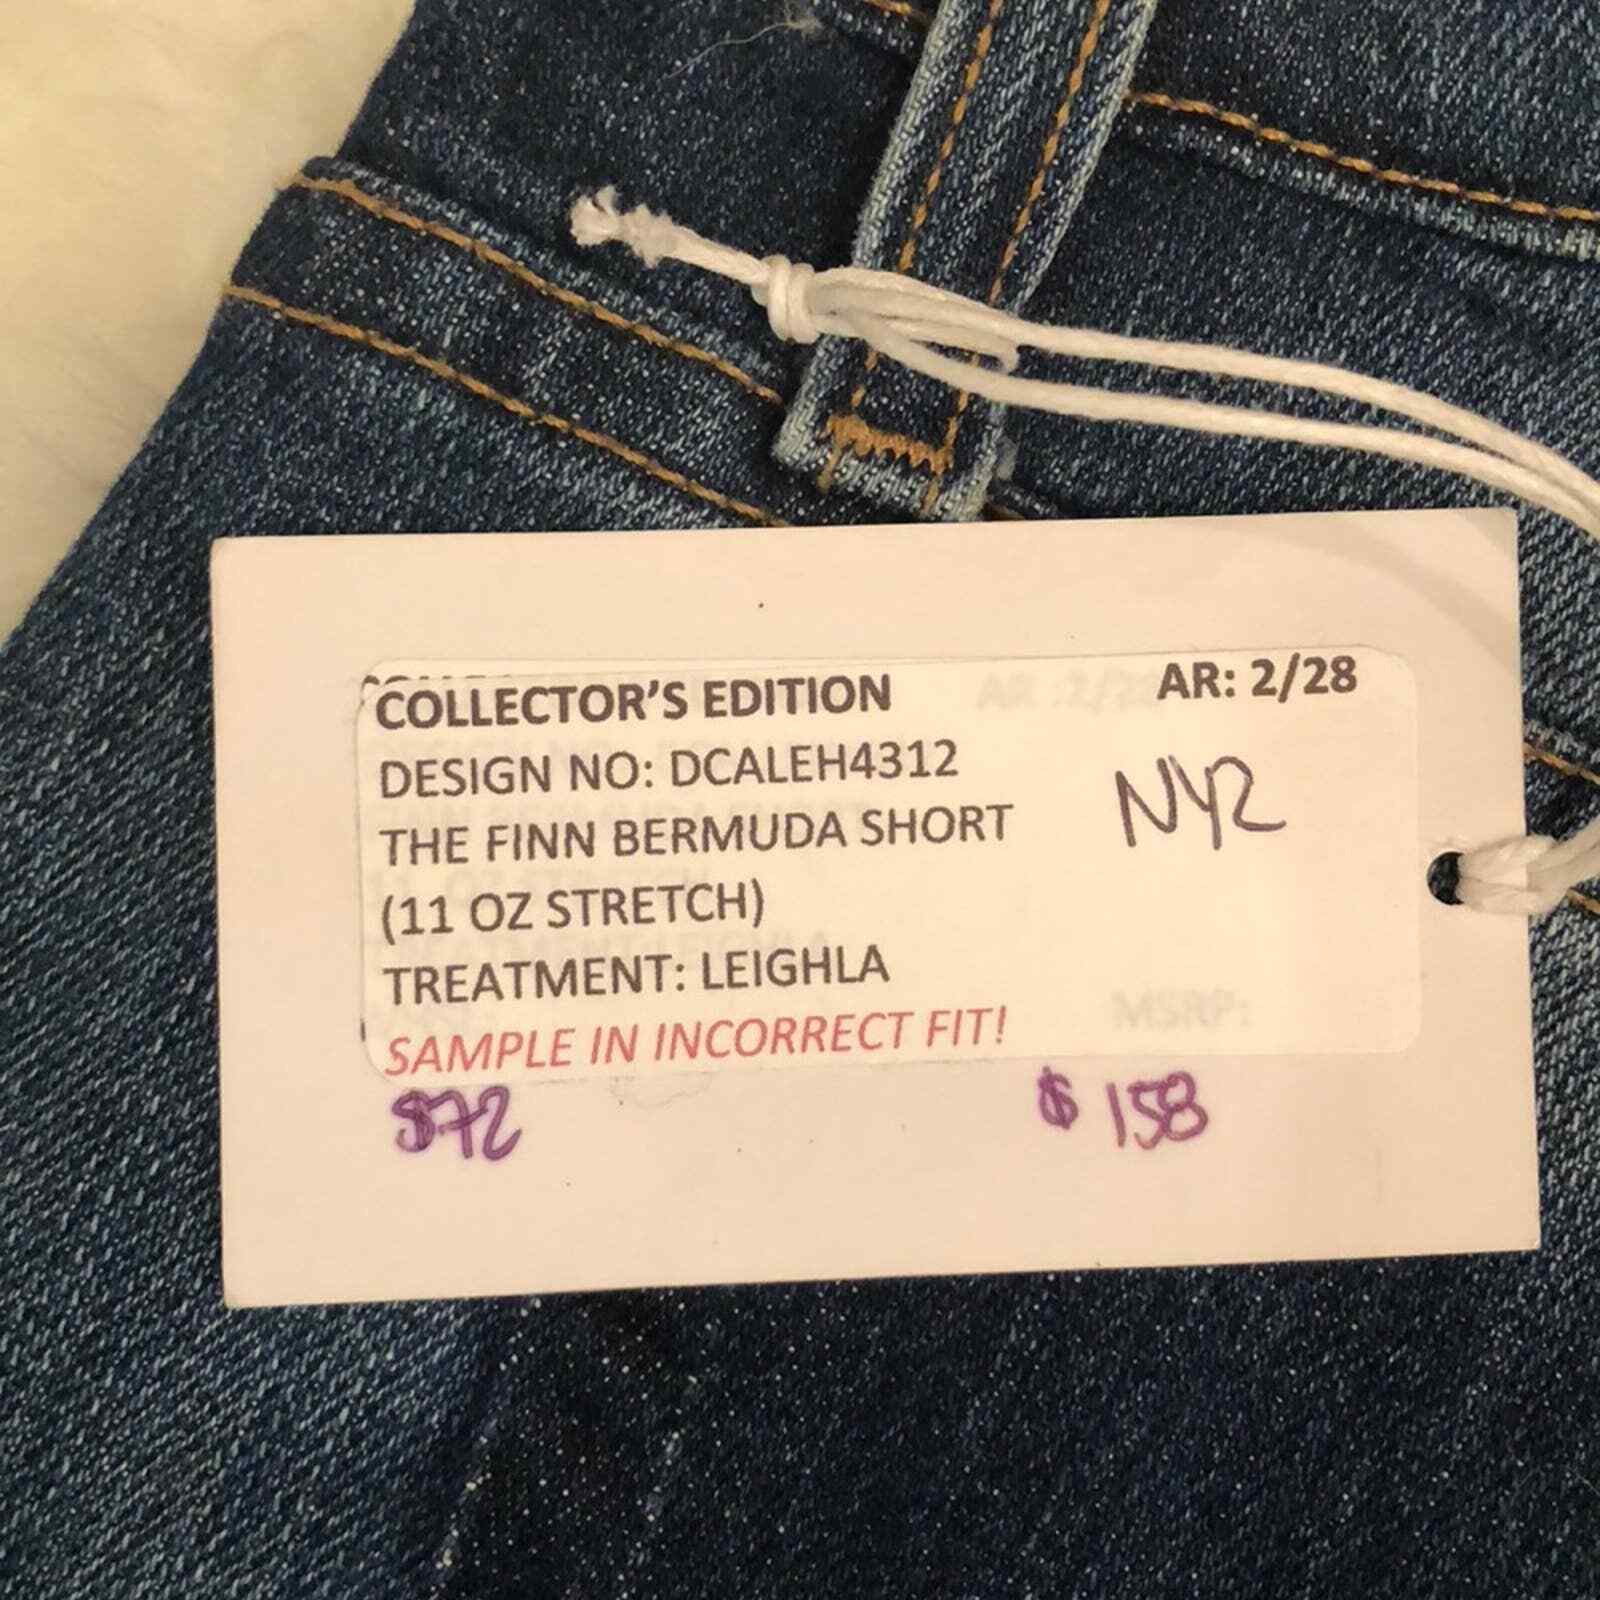 COLLECTOR'S EDITION AR: 2/28
DESIGN NO: DCALEH4312
NY2
THE FINN BERMUDA SHORT
(11 OZ STRETCH)
TREATMENT: LEIGHLA
MSRP:
SAMPLE IN INCORRECT FIT!
$72 $158